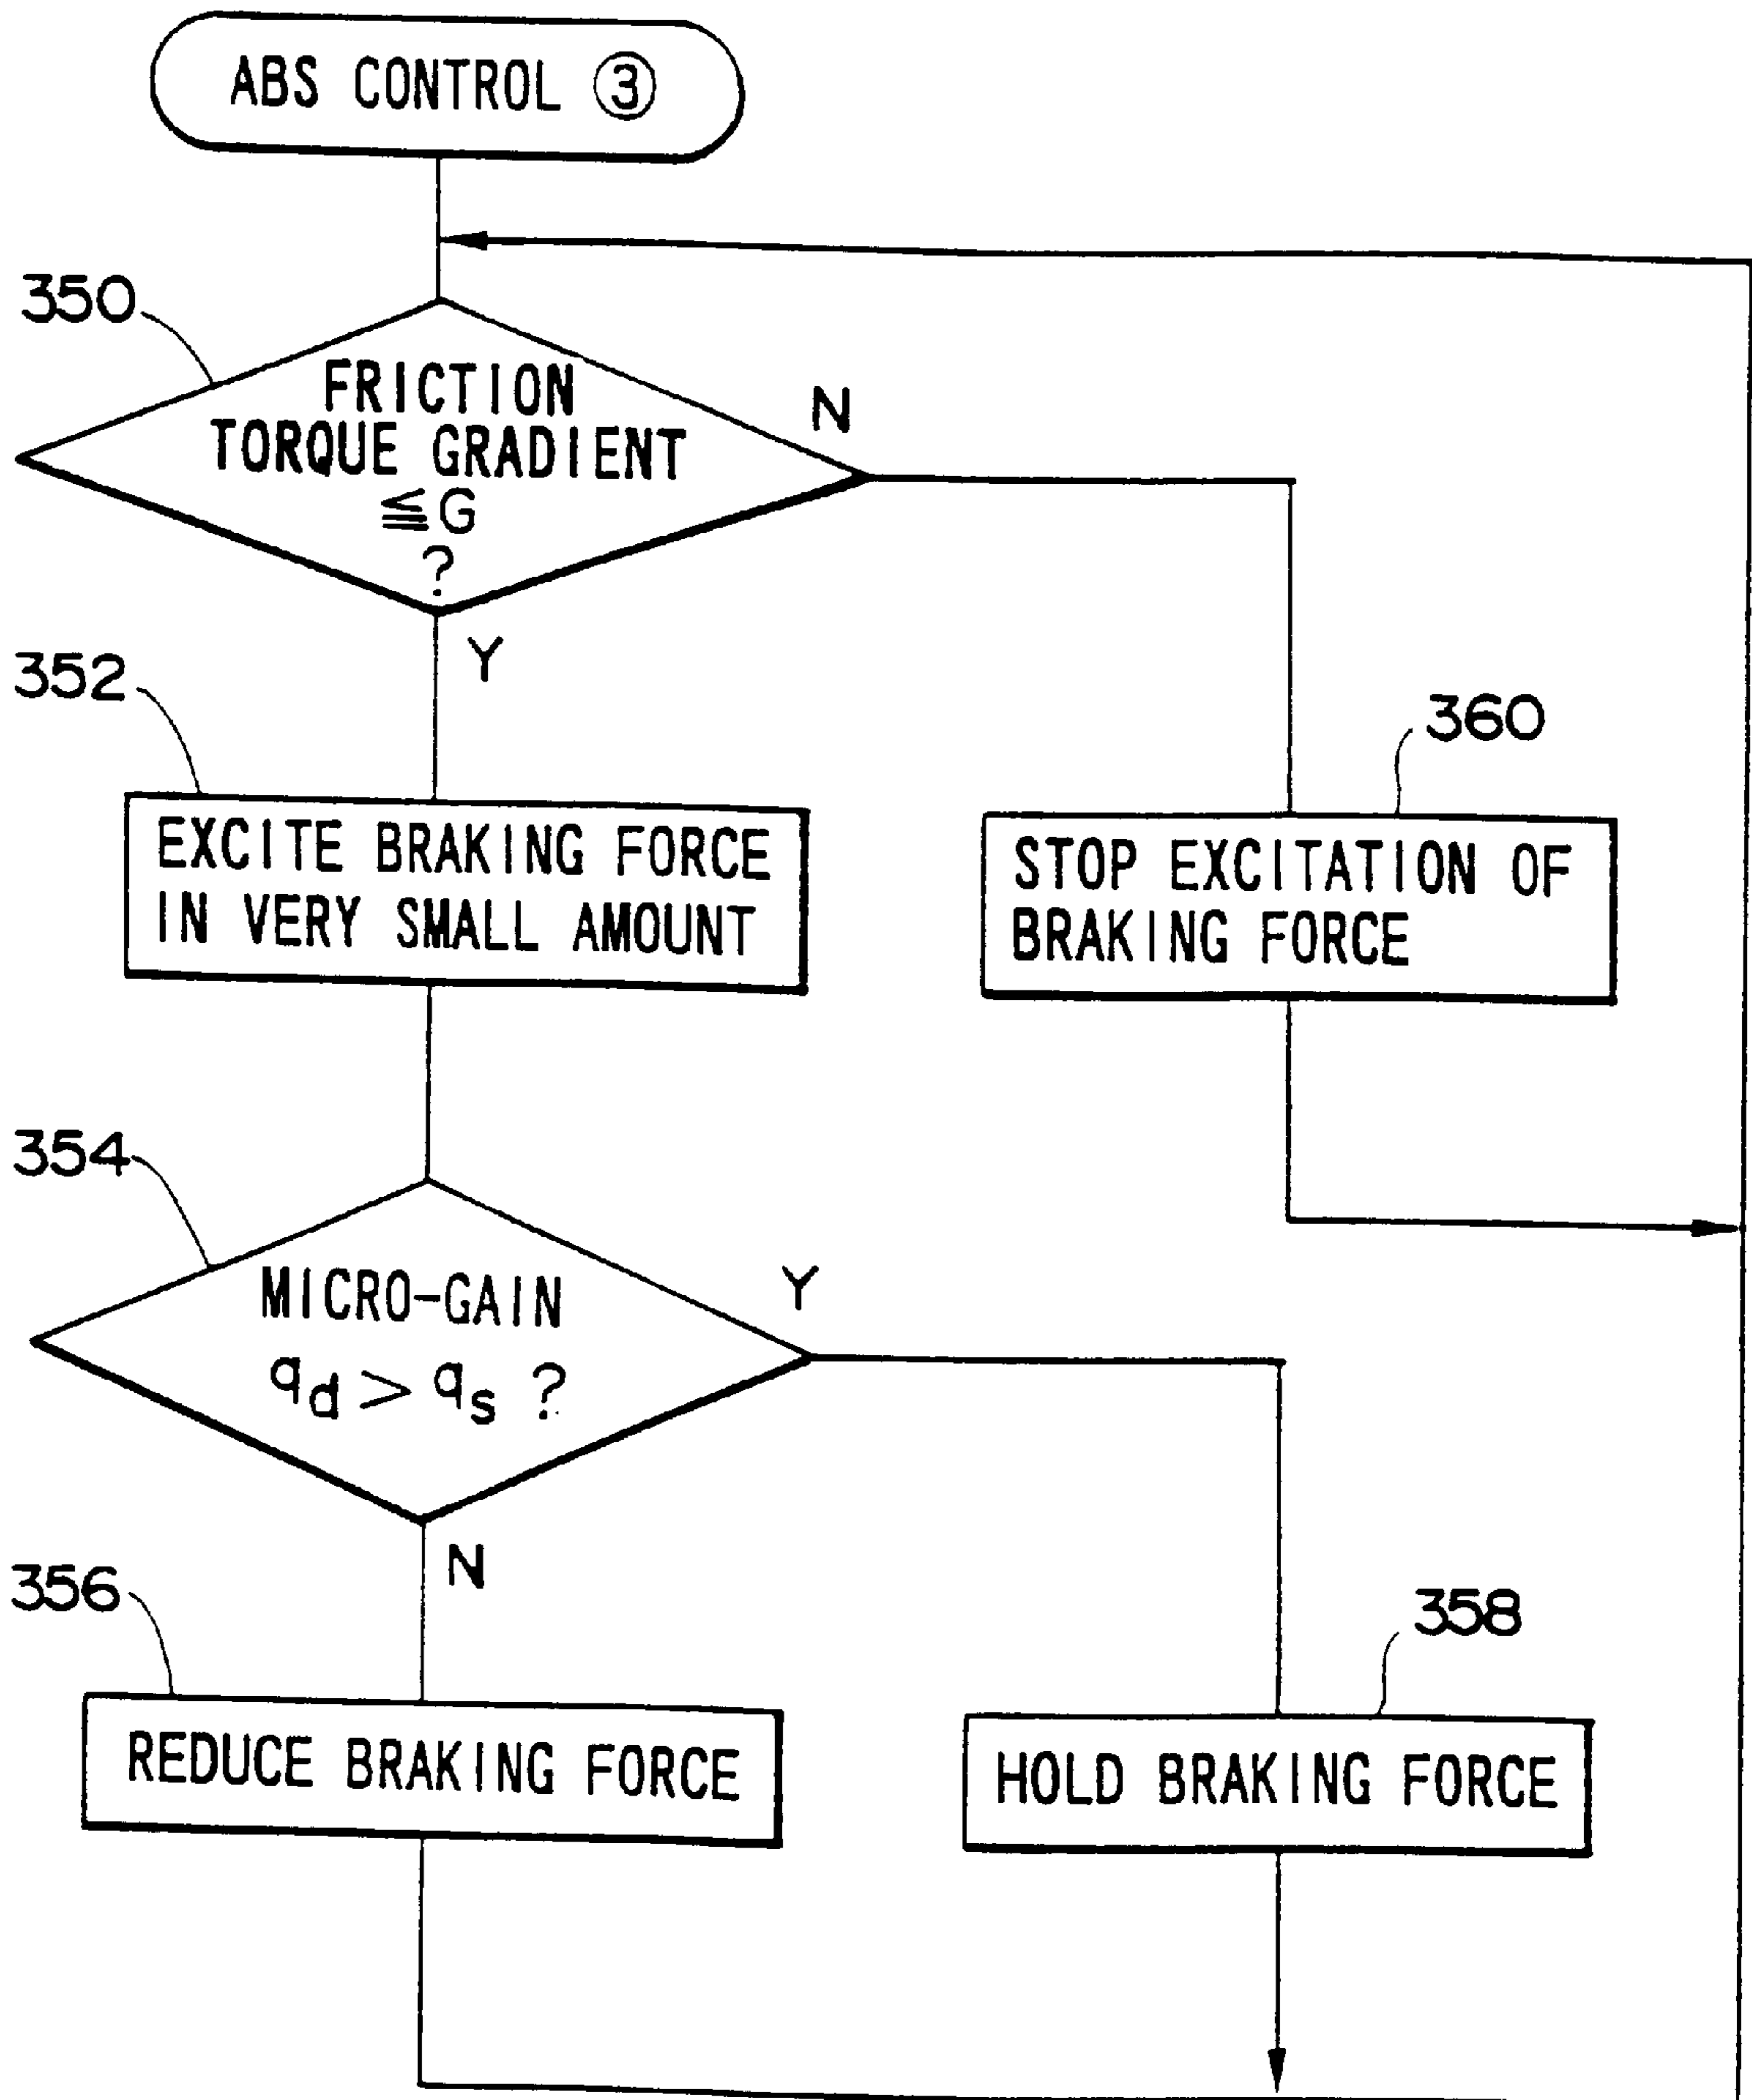 ABS CONTROL ③
350
FRICTION
TORQUE GRADIENT
≦G
?
N
Y
352
EXCITE BRAKING FORCE
IN VERY SMALL AMOUNT
360
STOP EXCITATION OF
BRAKING FORCE
354
MICRO-GAIN
qd > qs ?
Y
N
356
REDUCE BRAKING FORCE
358
HOLD BRAKING FORCE